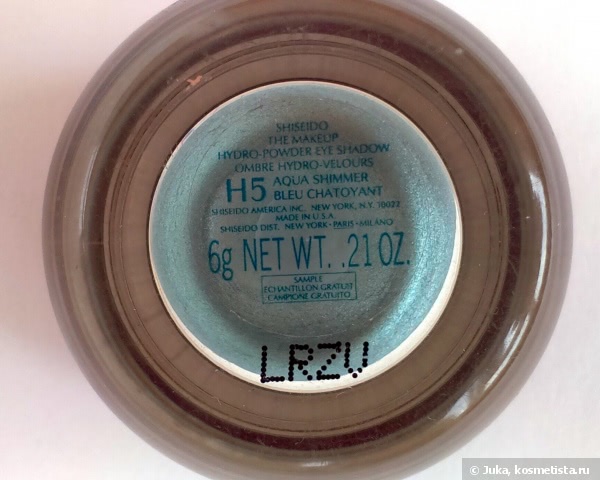 SHISEIDO
THE MAKEUP
HYDRO-POWDER EYE SHADOW
OMBRE HYDRO-VELOURS
H5 AQUA SHIMMER
BLEU CHATOYANT
SHISEIDO AMERICA INC. NEW YORK, N.Y. 10022
MADE IN U.S.A.
SHISEIDO DIST. NEW YORK-PARIS-MILANO
6g NET WT. .21 OZ.
SAMPLE
ECHANTILLON GRATUIT
CAMPIONE GRATUITO
LRZV
© Juka, kosmetista.ru